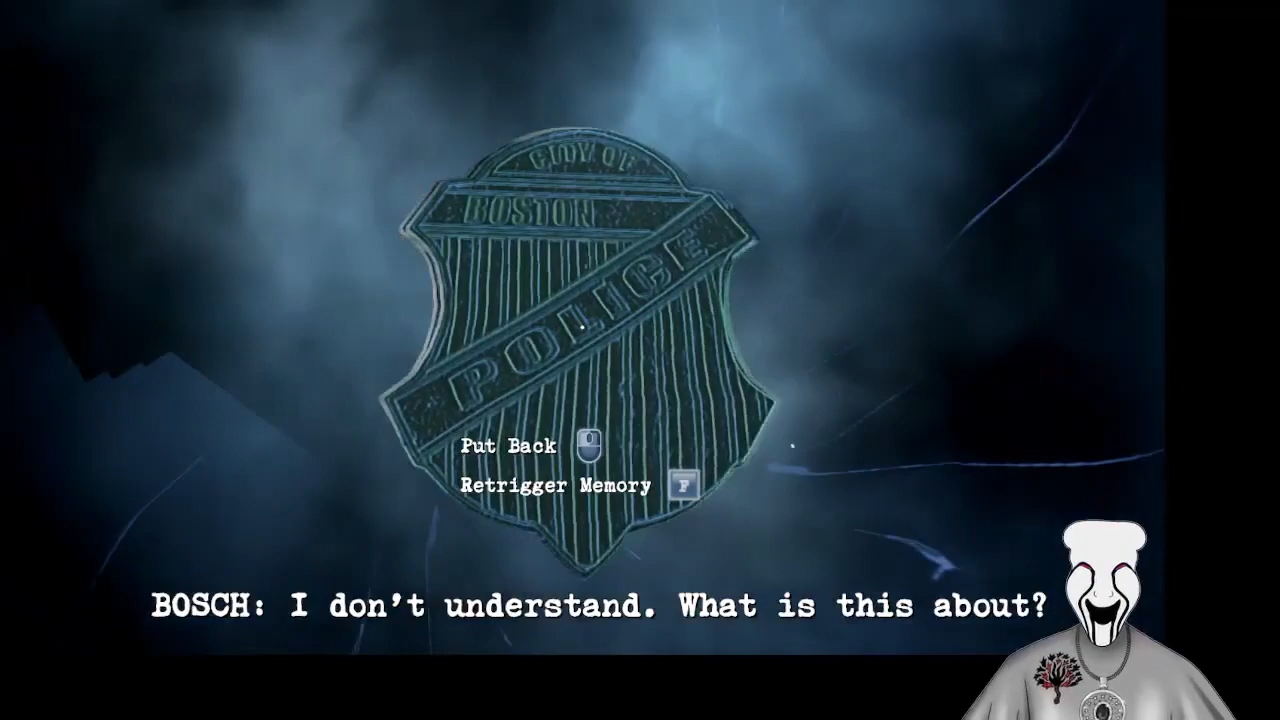 CITY OF
BOSTON
POLICE
Put Back
Retrigger Memory F
BOSCH: I don't understand. What is this about?